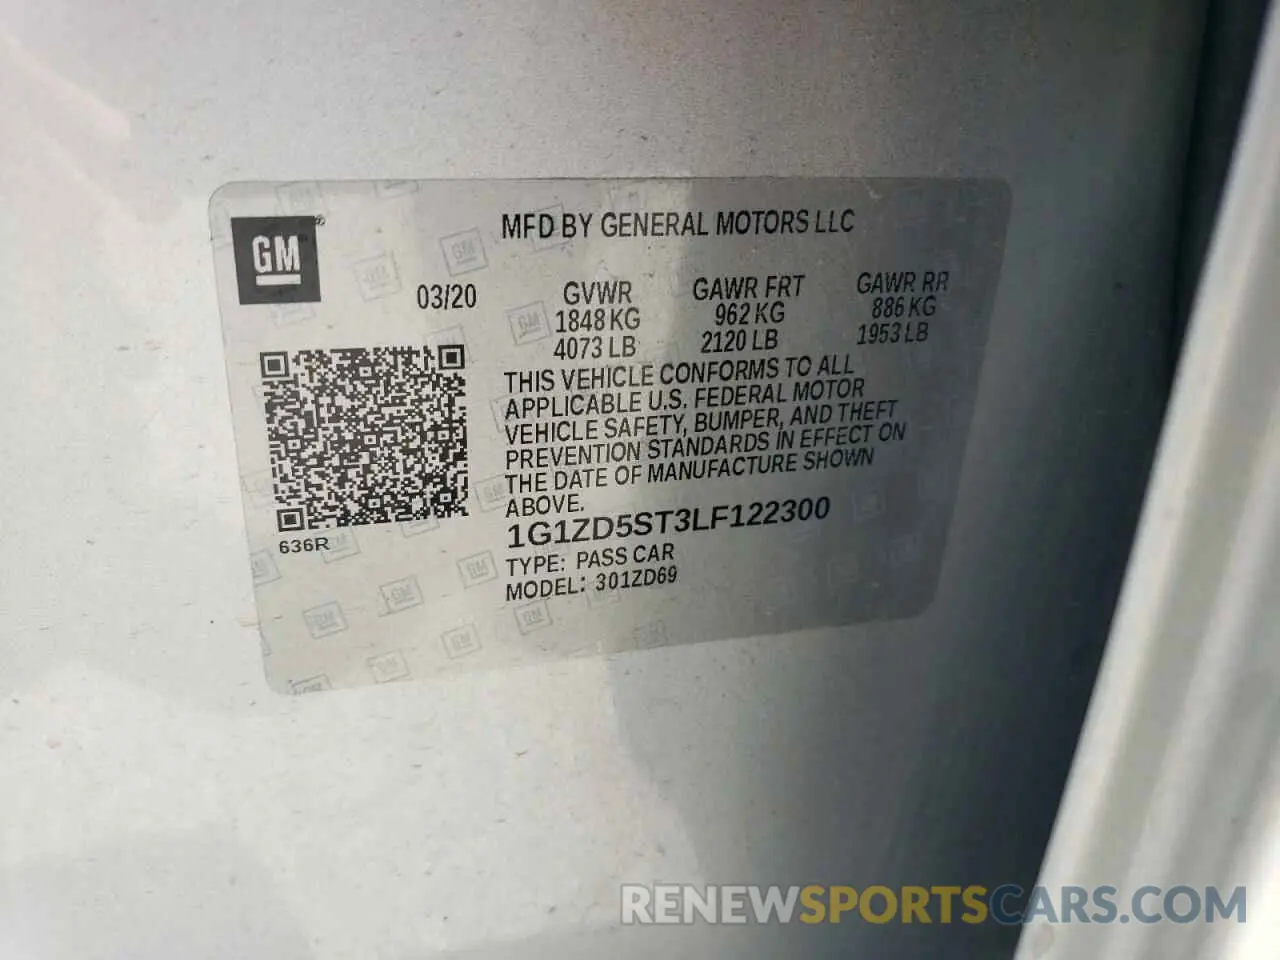 GM®
MFD BY GENERAL MOTORS LLC
03/20
GVWR GAWR FRT GAWR RR
1848 KG 962 KG 886 KG
4073 LB 2120 LB 1953 LB
THIS VEHICLE CONFORMS TO ALL
APPLICABLE U.S. FEDERAL MOTOR
VEHICLE SAFETY, BUMPER, AND THEFT
PREVENTION STANDARDS IN EFFECT ON
THE DATE OF MANUFACTURE SHOWN
ABOVE.
1G1ZD5ST3LF122300
TYPE: PASS CAR
MODEL: 301ZD69
636R
RENEWSPORTSCARS.COM